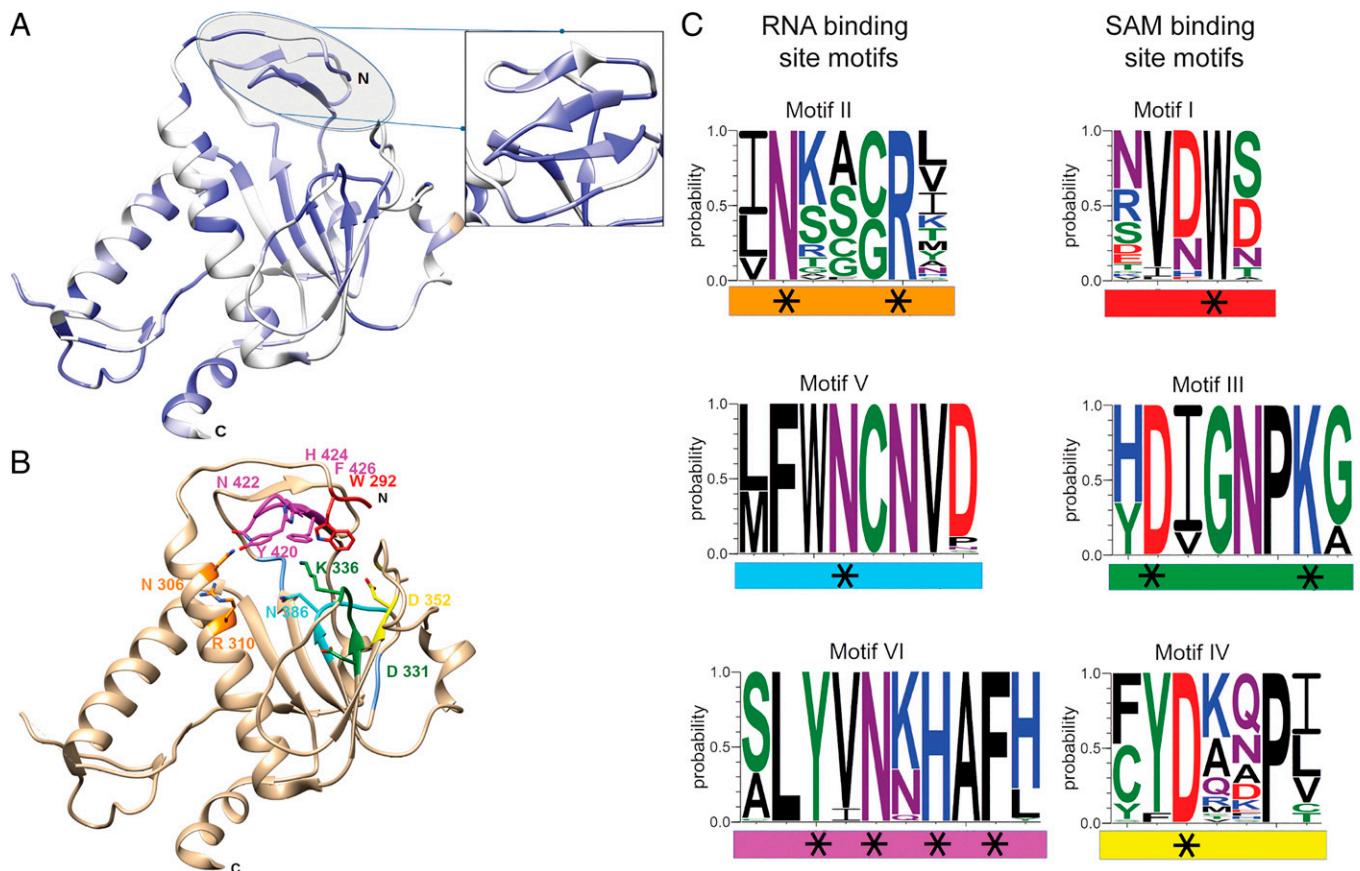 A
N
C
B
H 424
F 426
W 292
N
N 422
Y 420
K 336
N 306
N 386
D 352
R 310
D 331
C
C
RNA binding
site motifs
SAM binding
site motifs
Motif II
probability
1.0
0.5
0.0
I N K A C R L
L S S G V
V R C I
T G K
T
M
A
N
Motif I
probability
1.0
0.5
0.0
N V D W S
R N D
S N
D T
E
Motif V
probability
1.0
0.5
0.0
L F W N C N V D
M P
Motif III
probability
1.0
0.5
0.0
H D I G N P K G
Y V A
Motif VI
probability
1.0
0.5
0.0
S L Y V N K H A F H
A I N L
Q
Motif IV
probability
1.0
0.5
0.0
F Y D K Q P I
C F A N L
Y Q A V
R D C
M K T